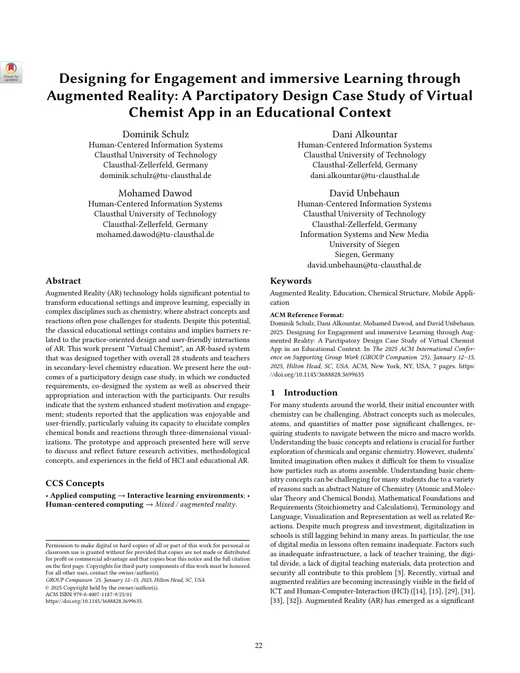 Check for
updates
Designing for Engagement and immersive Learning through
Augmented Reality: A Parctipatory Design Case Study of Virtual
Chemist App in an Educational Context
Dominik Schulz
Human-Centered Information Systems
Clausthal University of Technology
Clausthal-Zellerfeld, Germany
dominik.schulz@tu-clausthal.de
Dani Alkountar
Human-Centered Information Systems
Clausthal University of Technology
Clausthal-Zellerfeld, Germany
dani.alkountar@tu-clausthal.de
Mohamed Dawod
Human-Centered Information Systems
Clausthal University of Technology
Clausthal-Zellerfeld, Germany
mohamed.dawod@tu-clausthal.de
David Unbehaun
Human-Centered Information Systems
Clausthal University of Technology
Clausthal-Zellerfeld, Germany
Information Systems and New Media
University of Siegen
Siegen, Germany
david.unbehaun@tu-clausthal.de
Abstract
Augmented Reality (AR) technology holds significant potential to
transform educational settings and improve learning, especially in
complex disciplines such as chemistry, where abstract concepts and
reactions often pose challenges for students. Despite this potential,
the classical educational settings contains and implies barriers re-
lated to the practice-oriented design and user-friendly interactions
of AR. This work present "Virtual Chemist", an AR-based system
that was designed together with overall 28 students and teachers
in secondary-level chemistry education. We present here the out-
comes of a participatory design case study, in which we conducted
requirements, co-designed the system as well as observed their
appropriation and interaction with the participants. Our results
indicate that the system enhanced student motivation and engage-
ment; students reported that the application was enjoyable and
user-friendly, particularly valuing its capacity to elucidate complex
chemical bonds and reactions through three-dimensional visual-
izations. The prototype and approach presented here will serve
to discuss and reflect future research activities, methodological
concepts, and experiences in the field of HCI and educational AR.
CCS Concepts
• Applied computing → Interactive learning environments; •
Human-centered computing → Mixed / augmented reality.
Permission to make digital or hard copies of all or part of this work for personal or
classroom use is granted without fee provided that copies are not made or distributed
for profit or commercial advantage and that copies bear this notice and the full citation
on the first page. Copyrights for third-party components of this work must be honored.
For all other uses, contact the owner/author(s).
GROUP Companion '25, January 12–15, 2025, Hilton Head, SC, USA
© 2025 Copyright held by the owner/author(s).
ACM ISBN 979-8-4007-1187-9/25/01
https://doi.org/10.1145/3688828.3699635
Keywords
Augmented Reality, Education, Chemical Structure, Mobile Appli-
cation
ACM Reference Format:
Dominik Schulz, Dani Alkountar, Mohamed Dawod, and David Unbehaun.
2025. Designing for Engagement and immersive Learning through Aug-
mented Reality: A Parctipatory Design Case Study of Virtual Chemist
App in an Educational Context. In The 2025 ACM International Confer-
ence on Supporting Group Work (GROUP Companion '25), January 12–15,
2025, Hilton Head, SC, USA. ACM, New York, NY, USA, 7 pages. https:
//doi.org/10.1145/3688828.3699635
1 Introduction
For many students around the world, their initial encounter with
chemistry can be challenging. Abstract concepts such as molecules,
atoms, and quantities of matter pose significant challenges, re-
quiring students to navigate between the micro and macro worlds.
Understanding the basic concepts and relations is crucial for further
exploration of chemicals and organic chemistry. However, students'
limited imagination often makes it difficult for them to visualize
how particles such as atoms assemble. Understanding basic chem-
istry concepts can be challenging for many students due to a variety
of reasons such as abstract Nature of Chemistry (Atomic and Molec-
ular Theory and Chemical Bonds), Mathematical Foundations and
Requirements (Stoichiometry and Calculations), Terminology and
Language, Visualization and Representation as well as related Re-
actions. Despite much progress and investment, digitalization in
schools is still lagging behind in many areas. In particular, the use
of digital media in lessons often remains inadequate. Factors such
as inadequate infrastructure, a lack of teacher training, the digi-
tal divide, a lack of digital teaching materials, data protection and
security all contribute to this problem [3]. Recently, virtual and
augmented realities are becoming increasingly visible in the field of
ICT and Human-Computer-Interaction (HCI) ([14], [15], [29], [31],
[33], [32]). Augmented Reality (AR) has emerged as a significant
22